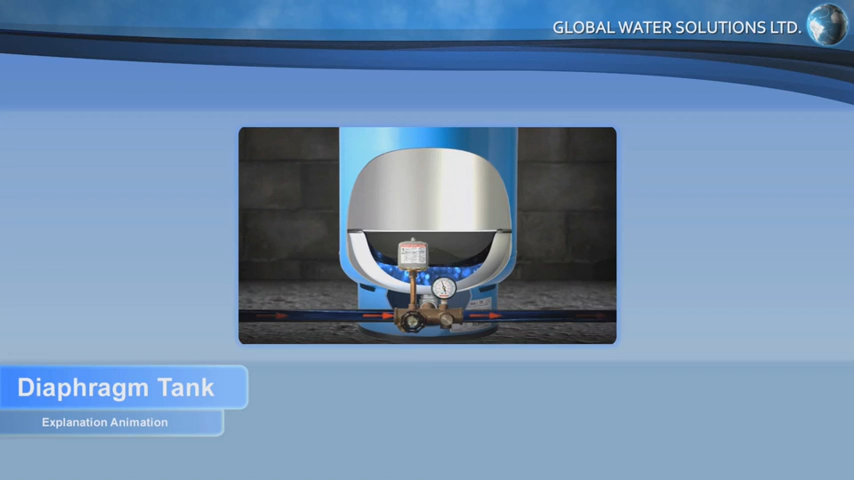 GLOBAL WATER SOLUTIONS LTD.
Diaphragm Tank
Explanation Animation